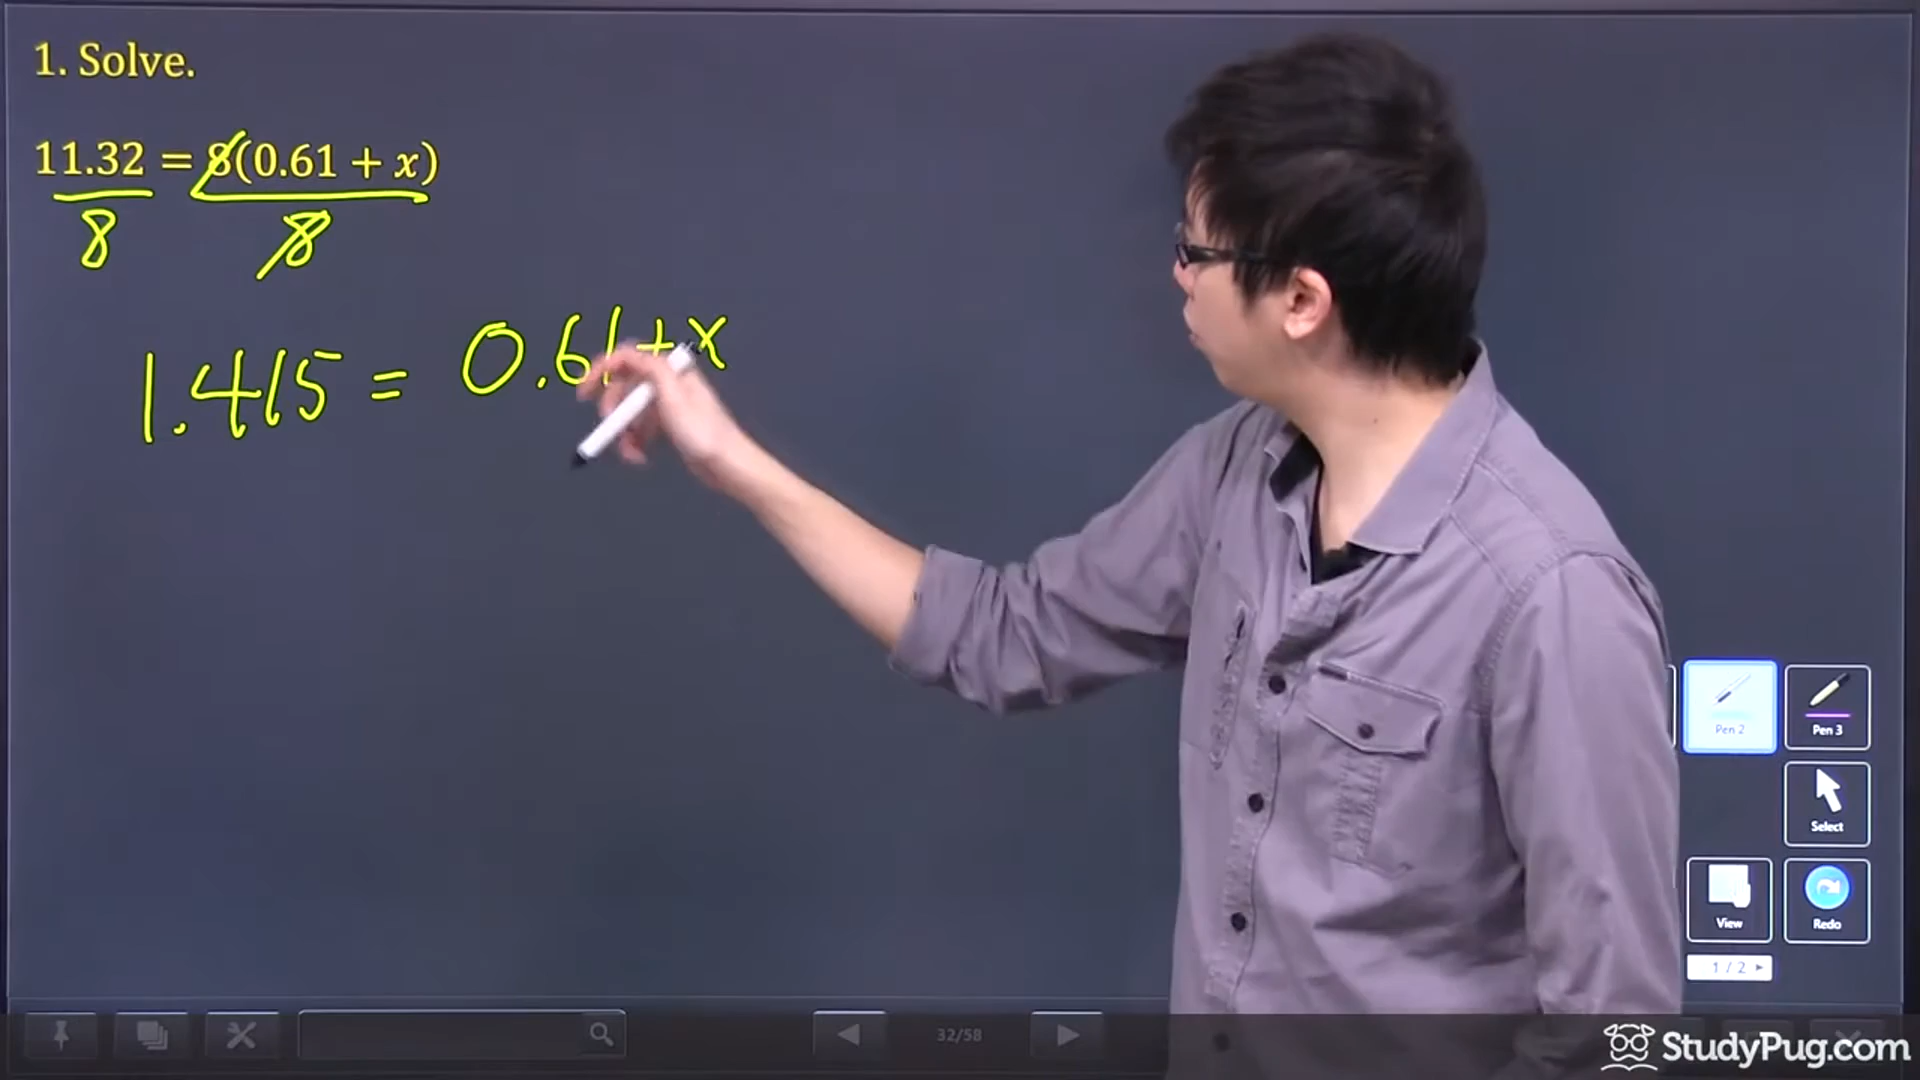 1. Solve.
11.32 = 8(0.61 + x)
8 8
1.415 = 0.61+x
Pen 2 Pen 3
Select
View Redo
1 / 2
32/58
StudyPug.com